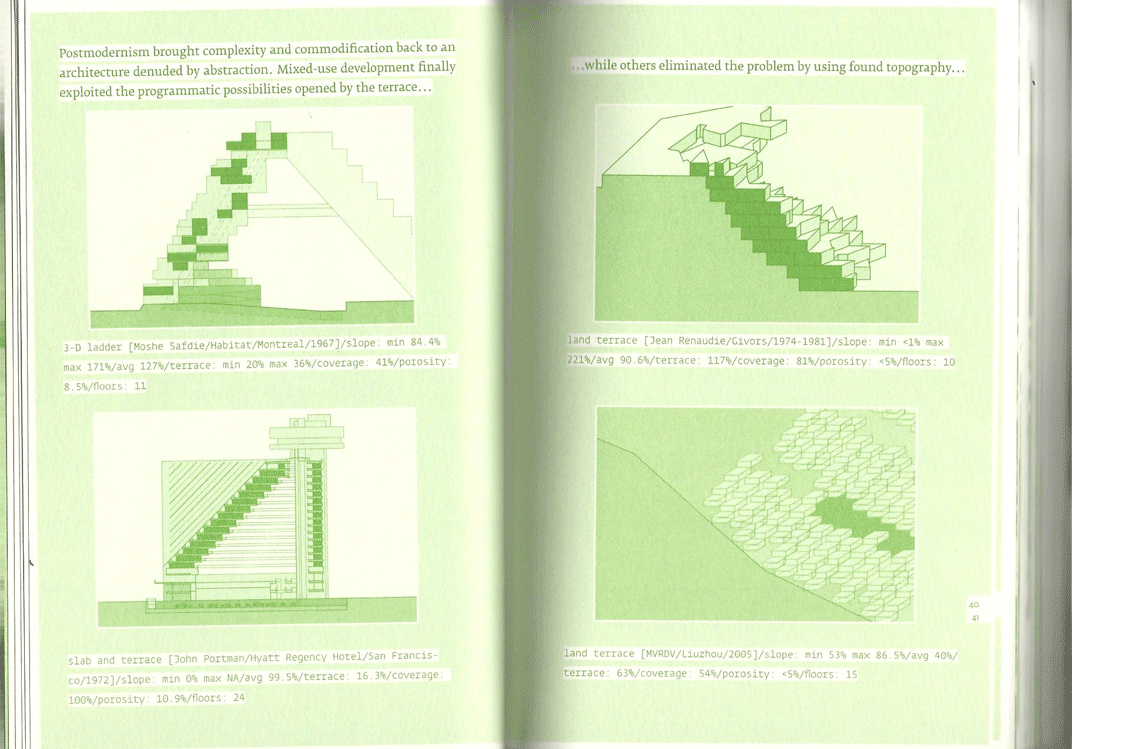 Postmodernism brought complexity and commodification back to an
architecture denuded by abstraction. Mixed-use development finally
exploited the programmatic possibilities opened by the terrace...
3-D ladder [Moshe Safdie/Habitat/Montreal/1967]/slope: min 84.4%
max 171%/avg 127%/terrace: min 20% max 36%/coverage: 41%/porosity:
8.5%/floors: 11
slab and terrace [John Portman/Hyatt Regency Hotel/San Francis-
co/1972]/slope: min 0% max NA/avg 99.5%/terrace: 16.3%/coverage:
100%/porosity: 10.9%/floors: 24
...while others eliminated the problem by using found topography...
land terrace [Jean Renaudie/Givors/1974-1981]/slope: min <1% max
221%/avg 90.6%/terrace: 117%/coverage: 81%/porosity: <5%/floors: 10
land terrace [MVRDV/Liuzhou/2005]/slope: min 53% max 86.5%/avg 40%/
terrace: 63%/coverage: 54%/porosity: <5%/floors: 15
40
41